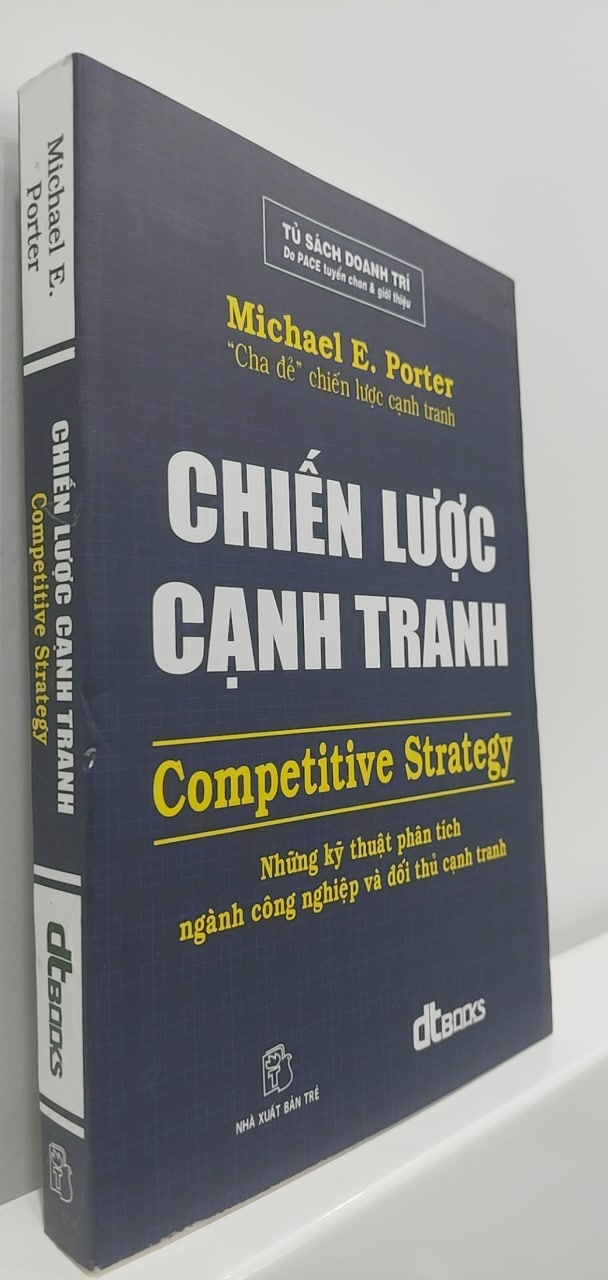 Michael E.
Porter
CHIẾN LƯỢC CẠNH TRANH
Competitive Strategy
dtBOOKS
TỦ SÁCH DOANH TRÍ
Do PACE tuyển chọn & giới thiệu
Michael E. Porter
“Cha đẻ” chiến lược cạnh tranh
CHIẾN LƯỢC
CẠNH TRANH
Competitive Strategy
Những kỹ thuật phân tích
ngành công nghiệp và đối thủ cạnh tranh
dtBOOKS
NHÀ XUẤT BẢN TRẺ